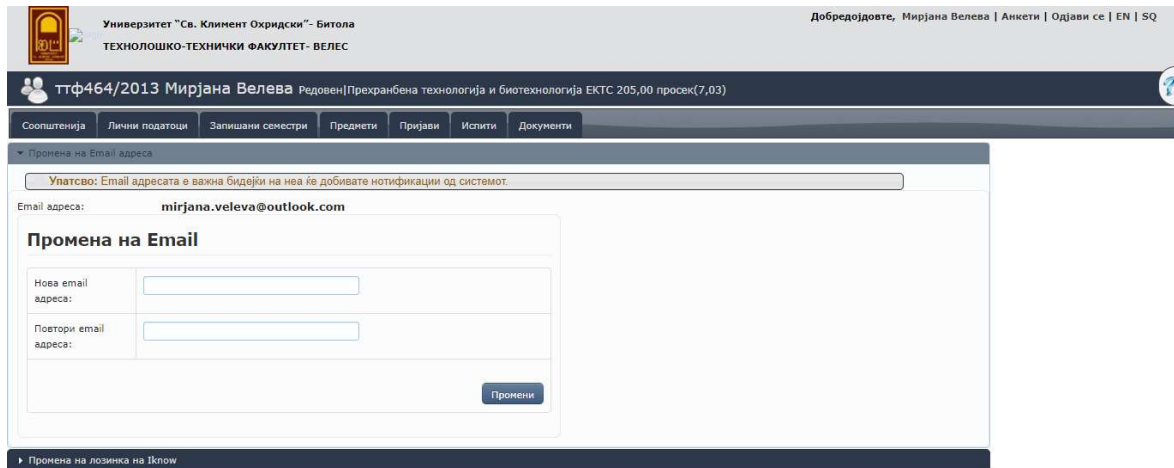 Универзитет "Св. Климент Охридски"- Битола
ТЕХНОЛОШКО-ТЕХНИЧКИ ФАКУЛТЕТ- ВЕЛЕС
Добредојдовте, Мирјана Велева | Анкети | Одјави се | EN | SQ
ттф464/2013 Мирјана Велева Редовен|Прехранбена технологија и биотехнологија ЕКТС 205,00 просек(7,03)
Соопштенија Лични податоци Запишани семестри Предмети Пријави Испити Документи
Промена на Email адреса
Упатсво: Email адресата е важна бидејќи на неа ќе добивате нотификации од системот.
Email адреса: mirjana.veleva@outlook.com
Промена на Email
Нова email
адреса:
Повтори email
адреса:
Промени
Промена на лозинка на Iknow